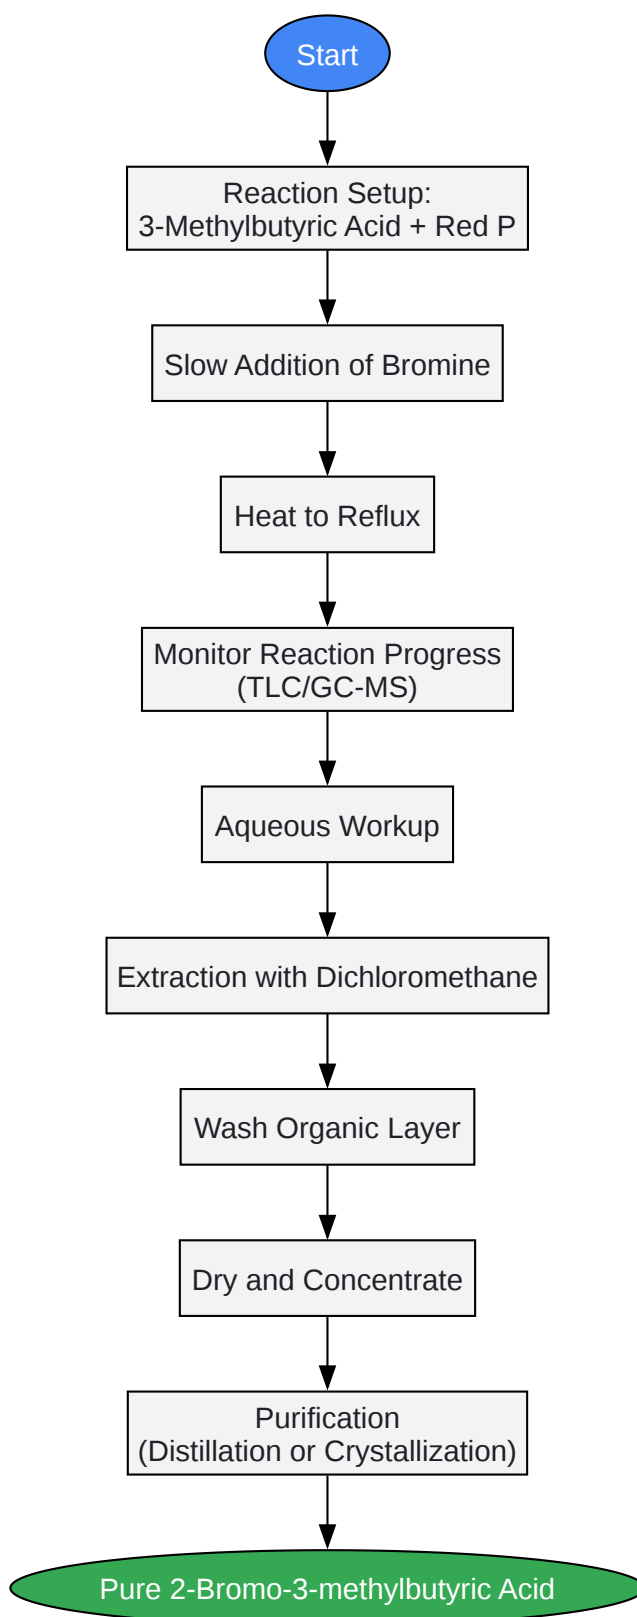 Start
Reaction Setup:
3-Methylbutyric Acid + Red P
Slow Addition of Bromine
Heat to Reflux
Monitor Reaction Progress
(TLC/GC-MS)
Aqueous Workup
Extraction with Dichloromethane
Wash Organic Layer
Dry and Concentrate
Purification
(Distillation or Crystallization)
Pure 2-Bromo-3-methylbutyric Acid